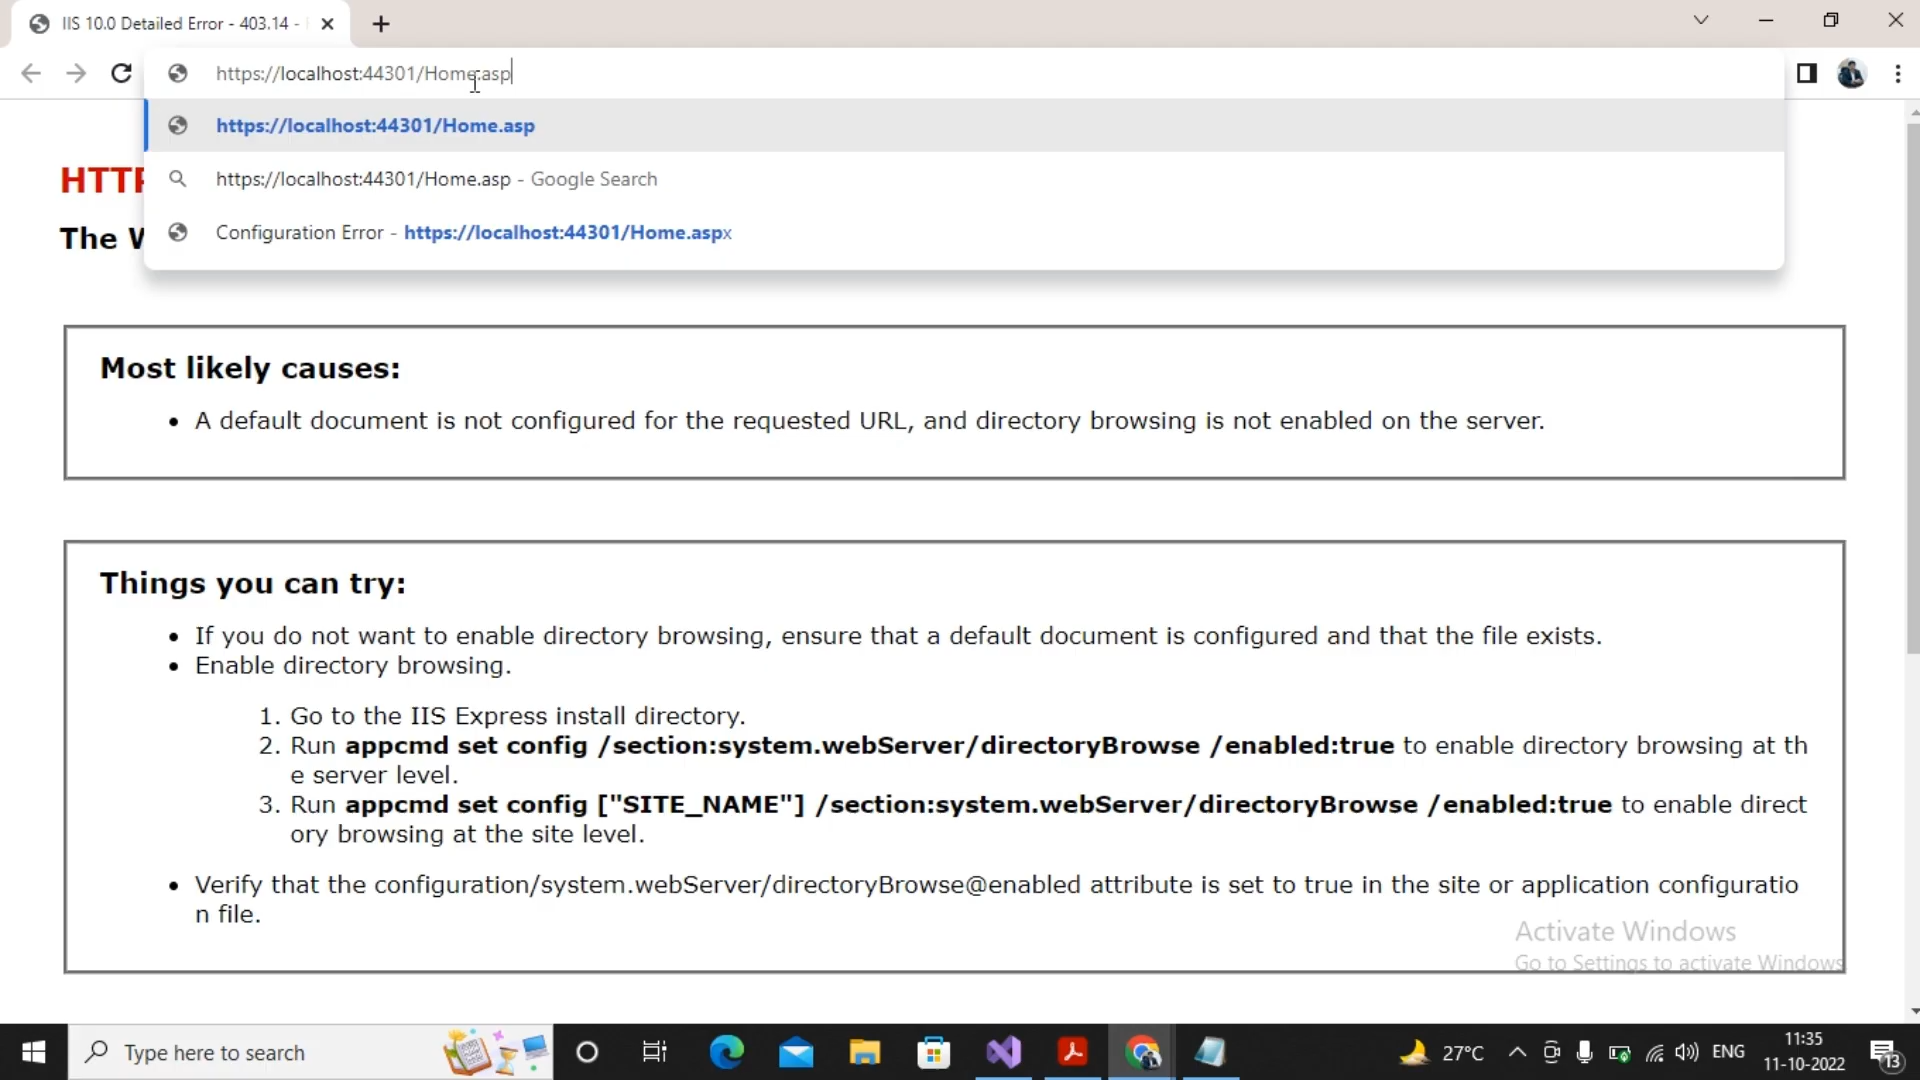 IIS 10.0 Detailed Error - 403.14 -
https://localhost:44301/Home.asp
https://localhost:44301/Home.asp
https://localhost:44301/Home.asp - Google Search
Configuration Error - https://localhost:44301/Home.aspx
HTTP
The
Most likely causes:
• A default document is not configured for the requested URL, and directory browsing is not enabled on the server.
Things you can try:
• If you do not want to enable directory browsing, ensure that a default document is configured and that the file exists.
• Enable directory browsing.
1. Go to the IIS Express install directory.
2. Run appcmd set config /section:system.webServer/directoryBrowse /enabled:true to enable directory browsing at th
e server level.
3. Run appcmd set config ["SITE_NAME"] /section:system.webServer/directoryBrowse /enabled:true to enable direct
ory browsing at the site level.
• Verify that the configuration/system.webServer/directoryBrowse@enabled attribute is set to true in the site or application configuratio
n file.
Activate Windows
Go to Settings to activate Windows
Type here to search
27°C
ENG
11:35
11-10-2022
13